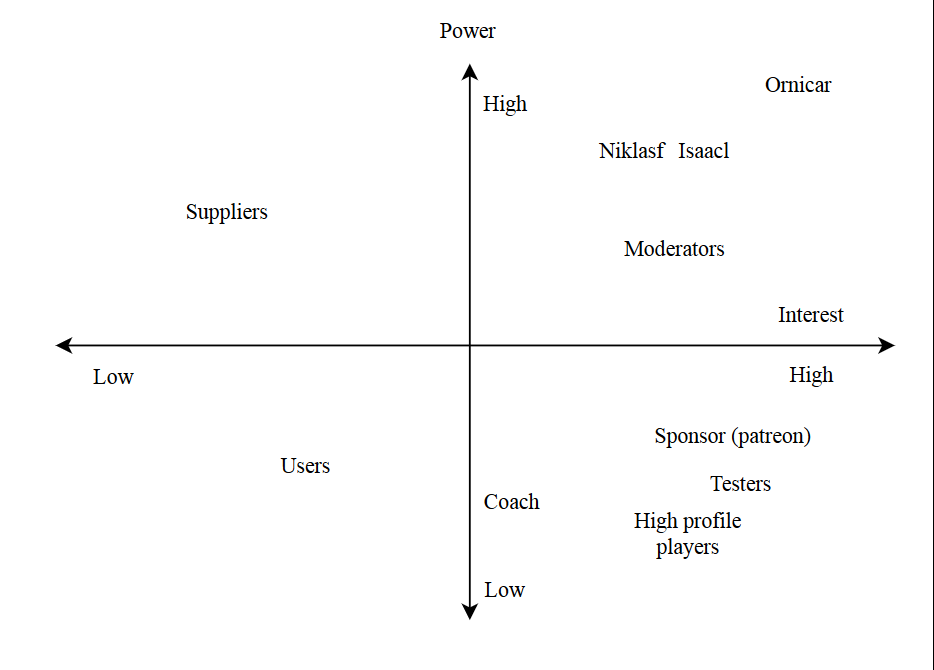 Power
Ornicar
High
Niklasf Isaacl
Suppliers
Moderators
Interest
Low
High
Sponsor (patreon)
Users
Testers
Coach
High profile
players
Low